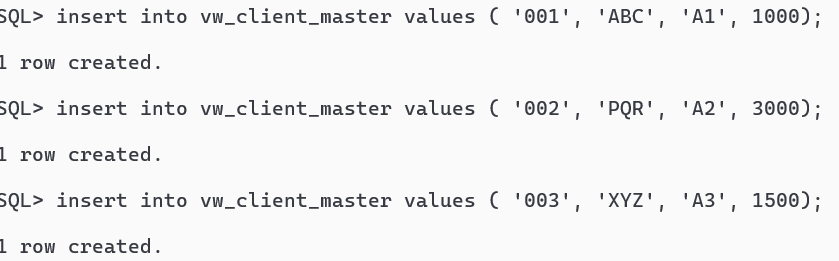 SQL> insert into vw_client_master values ( '001', 'ABC', 'A1', 1000);
1 row created.
SQL> insert into vw_client_master values ( '002', 'PQR', 'A2', 3000);
1 row created.
SQL> insert into vw_client_master values ( '003', 'XYZ', 'A3', 1500);
1 row created.